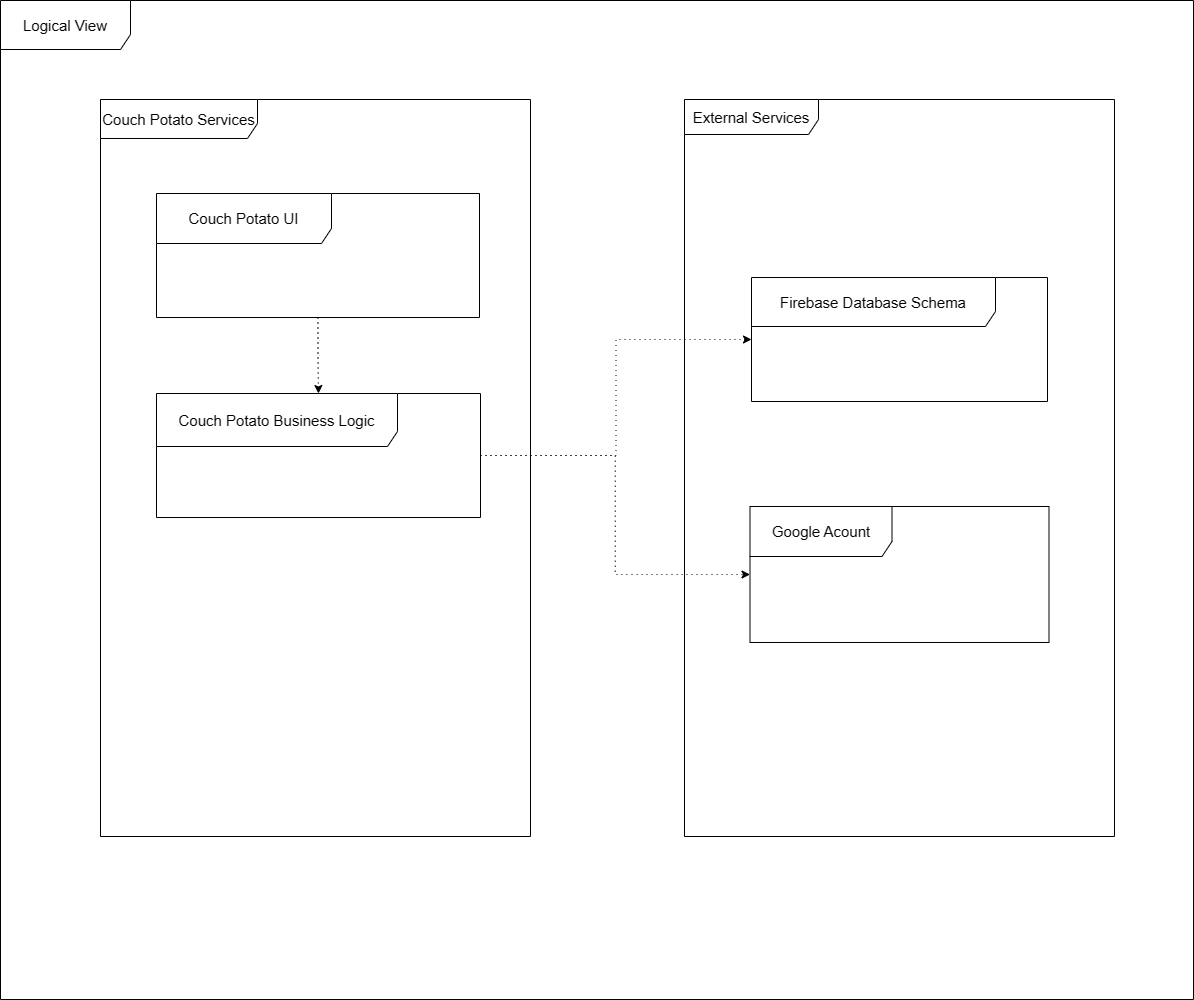 Logical View
Couch Potato Services
External Services
Couch Potato UI
Firebase Database Schema
Couch Potato Business Logic
Google Acount